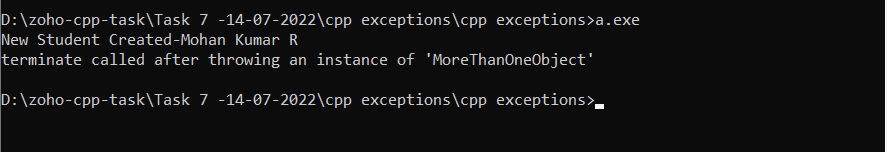 D:\zoho-cpp-task\Task 7 -14-07-2022\cpp exceptions\cpp exceptions>a.exe
New Student Created-Mohan Kumar R
terminate called after throwing an instance of 'MoreThanOneObject'
D:\zoho-cpp-task\Task 7 -14-07-2022\cpp exceptions\cpp exceptions>